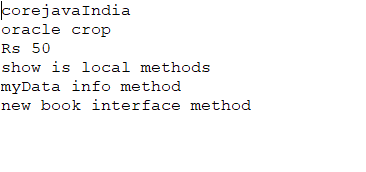 corejavaIndia
oracle crop
Rs 50
show is local methods
myData info method
new book interface method